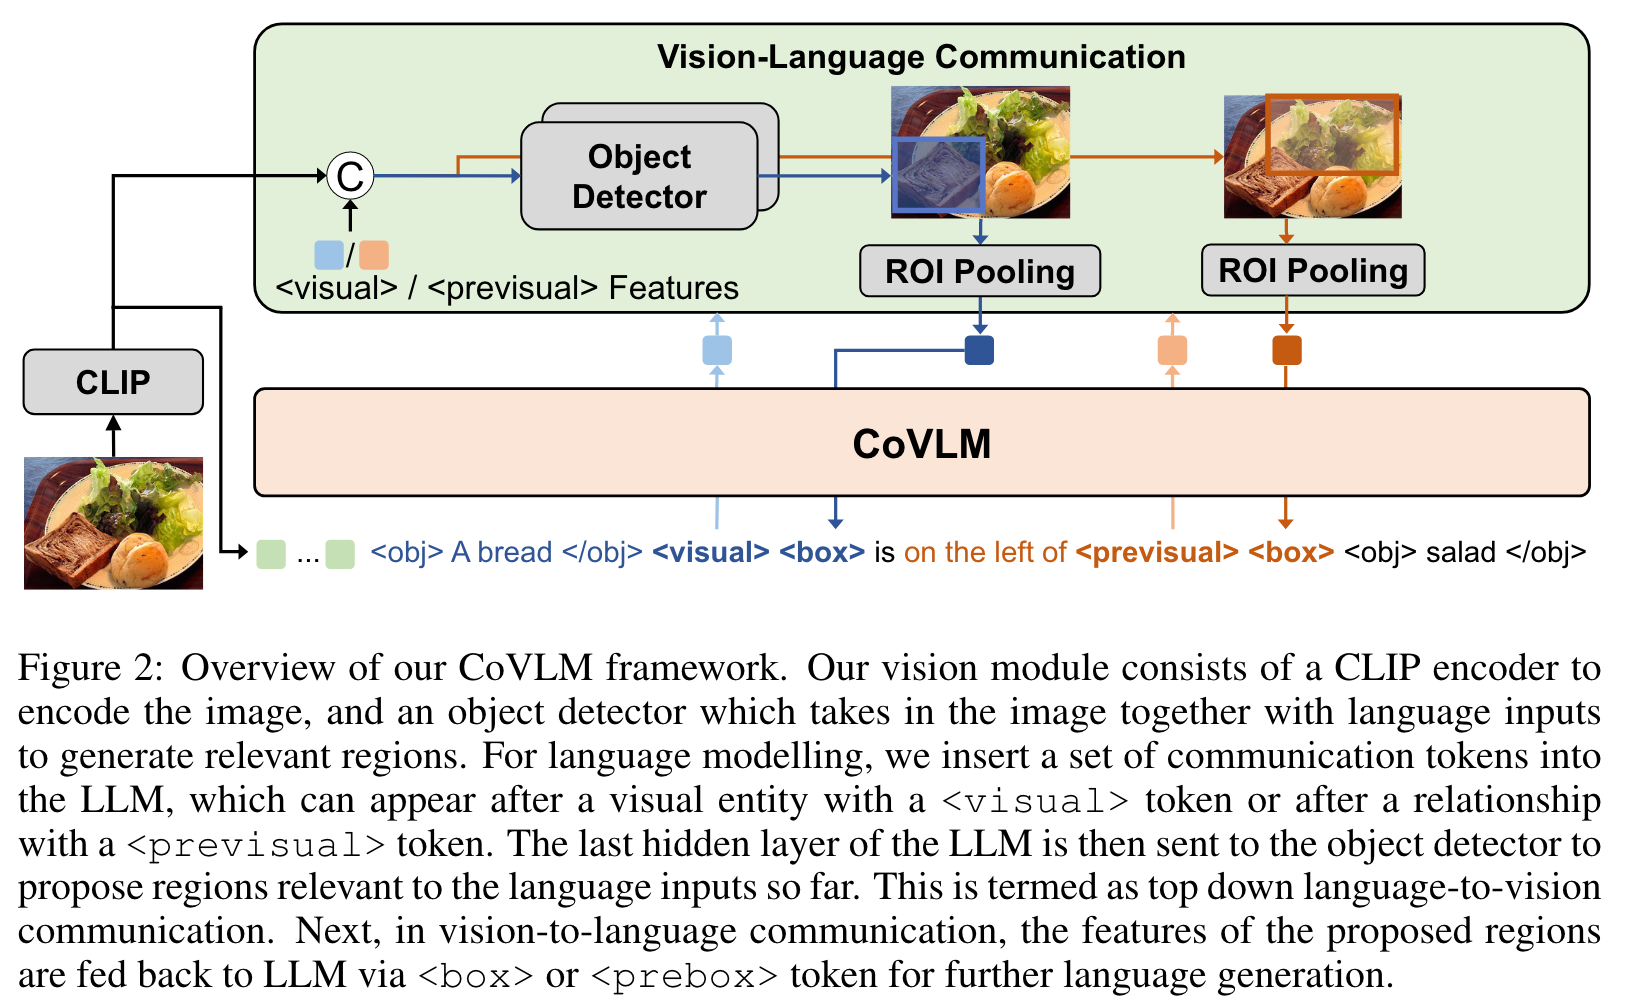 Vision-Language Communication
C
Object
Detector
/
<visual> / <previsual> Features
ROI Pooling
ROI Pooling
CLIP
CoVLM
... <obj> A bread </obj> <visual> <box> is on the left of <previsual> <box> <obj> salad </obj>
Figure 2: Overview of our CoVLM framework. Our vision module consists of a CLIP encoder to
encode the image, and an object detector which takes in the image together with language inputs
to generate relevant regions. For language modelling, we insert a set of communication tokens into
the LLM, which can appear after a visual entity with a <visual> token or after a relationship
with a <previsual> token. The last hidden layer of the LLM is then sent to the object detector to
propose regions relevant to the language inputs so far. This is termed as top down language-to-vision
communication. Next, in vision-to-language communication, the features of the proposed regions
are fed back to LLM via <box> or <prebox> token for further language generation.